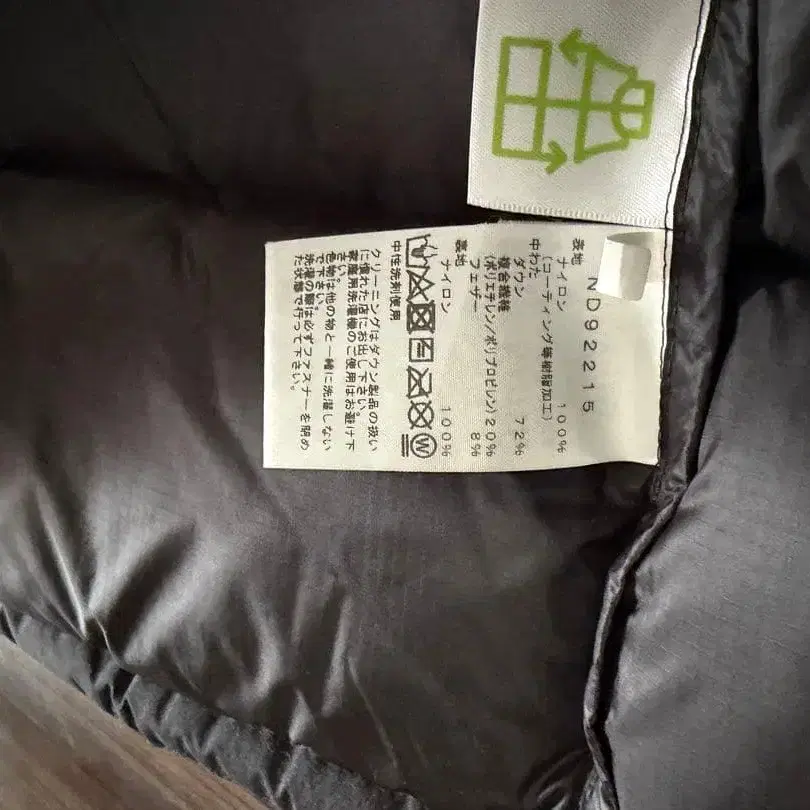 ND92215
表地
ナイロン 100%
(コーティング等樹脂加工)
中わた
ダウン 72%
複合繊維
(ポリエチレン/ポリプロピレン) 20%
フェザー 8%
裏地
ナイロン 100%
W
中性洗剤使用
クリーニングはダウン製品の扱い
に慣れた店にお出し下さい。
家庭用洗濯機のご使用はお避け下
さい。
色物は他の物と一緒に洗濯しない
で下さい。
洗濯の際は必ずファスナーを閉め
た状態で行って下さい。